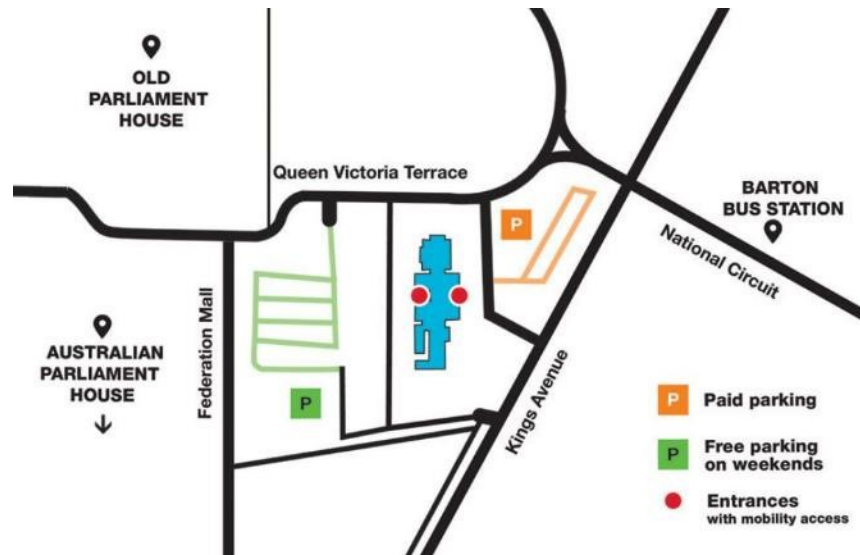 OLD
PARLIAMENT
HOUSE
Queen Victoria Terrace
P
BARTON
BUS STATION
National Circuit
AUSTRALIAN
PARLIAMENT
HOUSE
Federation Mall
P
Kings Avenue
P Paid parking
P Free parking
on weekends
Entrances
with mobility access